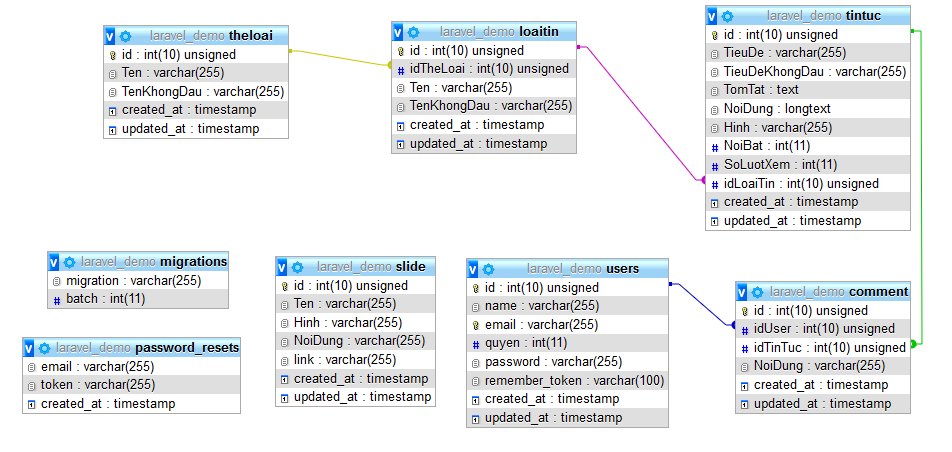 laravel_demo theloai
id : int(10) unsigned
Ten : varchar(255)
TenKhongDau : varchar(255)
created_at : timestamp
updated_at : timestamp
laravel_demo loaitin
id : int(10) unsigned
idTheLoai : int(10) unsigned
Ten : varchar(255)
TenKhongDau : varchar(255)
created_at : timestamp
updated_at : timestamp
laravel_demo tintuc
id : int(10) unsigned
TieuDe : varchar(255)
TieuDeKhongDau : varchar(255)
TomTat : text
NoiDung : longtext
Hinh : varchar(255)
NoiBat : int(11)
SoLuotXem : int(11)
idLoaiTin : int(10) unsigned
created_at : timestamp
updated_at : timestamp
laravel_demo migrations
migration : varchar(255)
batch : int(11)
laravel_demo password_resets
email : varchar(255)
token : varchar(255)
created_at : timestamp
laravel_demo slide
id : int(10) unsigned
Ten : varchar(255)
Hinh : varchar(255)
NoiDung : varchar(255)
link : varchar(255)
created_at : timestamp
updated_at : timestamp
laravel_demo users
id : int(10) unsigned
name : varchar(255)
email : varchar(255)
quyen : int(11)
password : varchar(255)
remember_token : varchar(100)
created_at : timestamp
updated_at : timestamp
laravel_demo comment
id : int(10) unsigned
idUser : int(10) unsigned
idTinTuc : int(10) unsigned
NoiDung : varchar(255)
created_at : timestamp
updated_at : timestamp